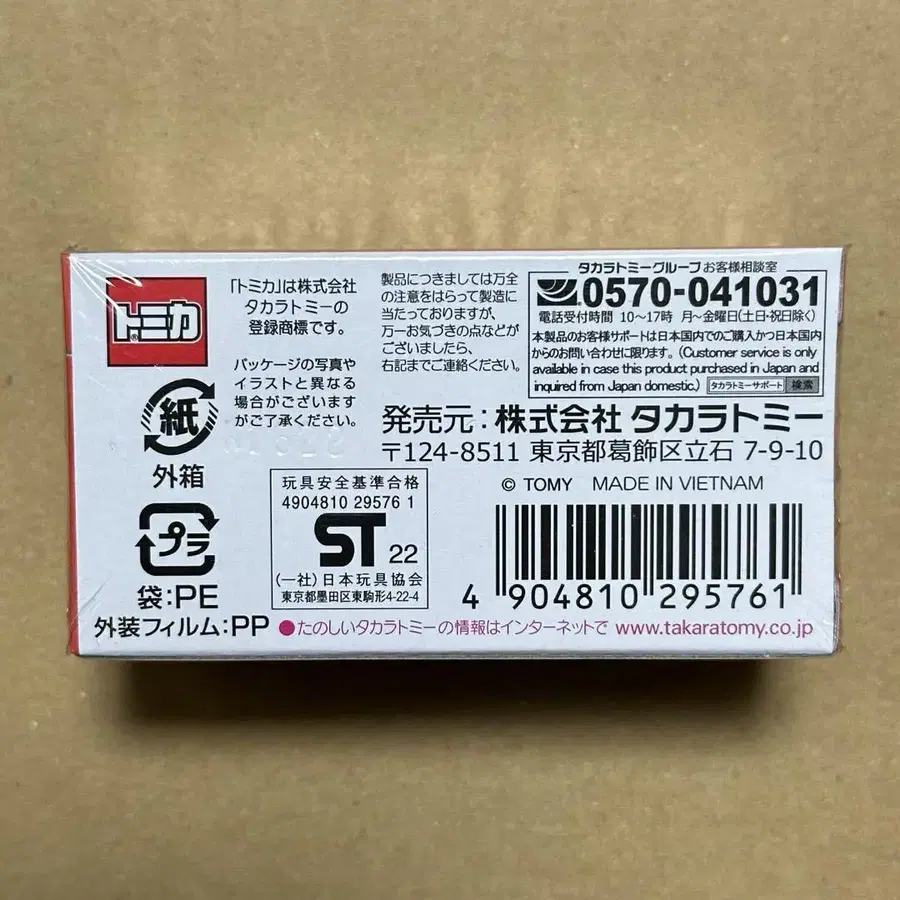 トミカ
®
「トミカ」は株式会社
タカラトミーの
登録商標です。
パッケージの写真や
イラストと異なる
場合がございます
がご了承ください。
製品につきましては万全
の注意をはらって製造に
当たっておりますが、
万一お気づきの点などが
ございましたら、
右記までご連絡ください。
タカラトミーグループお客様相談室
0570-041031
電話受付時間 10〜17時 月〜金曜日(土日・祝日除く)
本製品のお客様サポートは日本国内でのご購入かつ日本国内
からのお問い合わせに限ります。(Customer service is only
available in case this product purchased in Japan and
inquired from Japan domestic.) タカラトミーサポート 検索
紙
外箱
発売元:株式会社 タカラトミー
〒124-8511 東京都葛飾区立石 7-9-10
プラ
袋:PE
外装フィルム:PP
玩具安全基準合格
4904810 29576 1
ST 22
(一社)日本玩具協会
東京都墨田区東駒形4-22-4
© TOMY MADE IN VIETNAM
4 904810 295761
●たのしいタカラトミーの情報はインターネットで www.takaratomy.co.jp